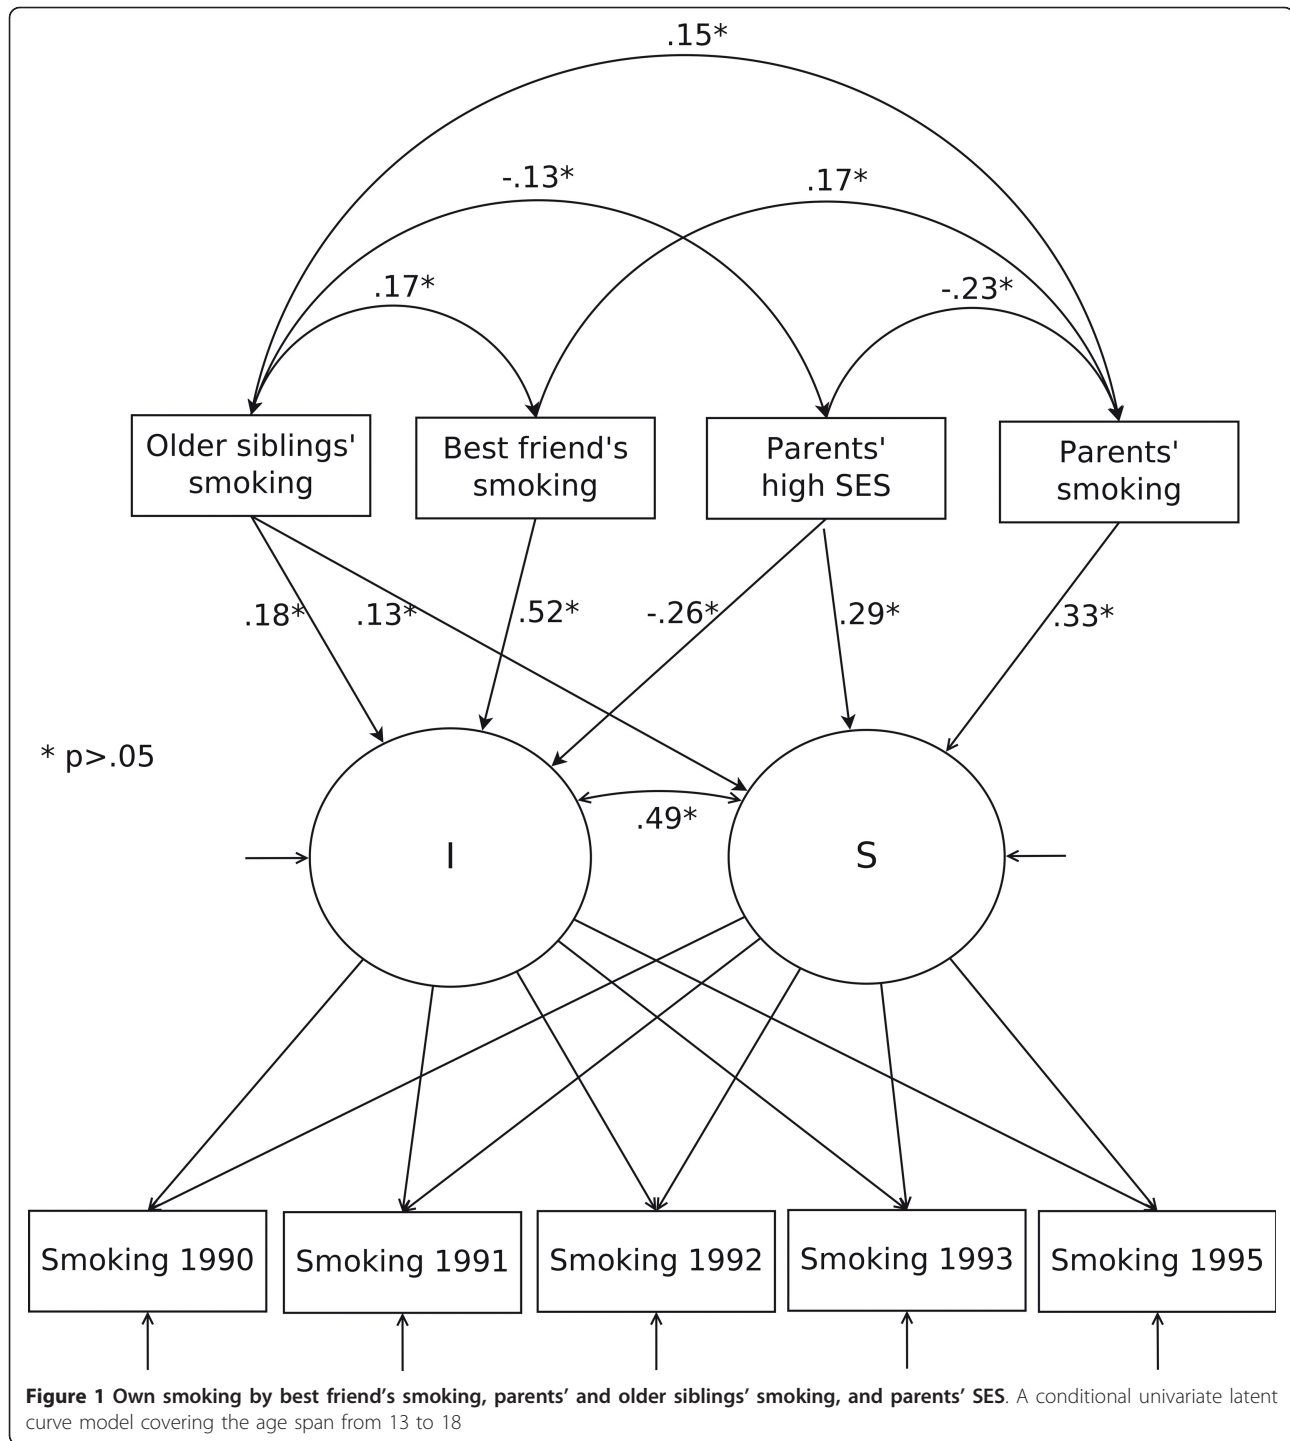 .15*
-.13*
.17*
.17*
-.23*
Older siblings'
smoking
Best friend's
smoking
Parents'
high SES
Parents'
smoking
.18*
.13*
.52*
-.26*
.29*
.33*
* p>.05
.49*
I
S
Smoking 1990
Smoking 1991
Smoking 1992
Smoking 1993
Smoking 1995
Figure 1 Own smoking by best friend's smoking, parents' and older siblings' smoking, and parents' SES. A conditional univariate latent
curve model covering the age span from 13 to 18